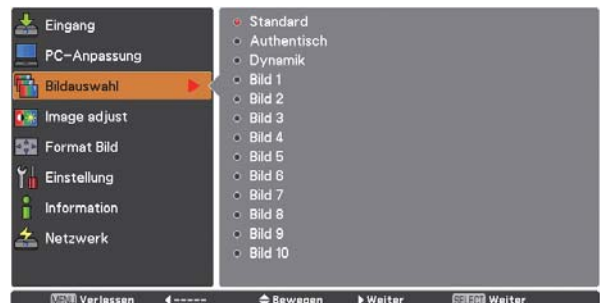 Eingang
PC-Anpassung
Bildauswahl
Image adjust
Format Bild
Einstellung
Information
Netzwerk
Standard
Authentisch
Dynamik
Bild 1
Bild 2
Bild 3
Bild 4
Bild 5
Bild 6
Bild 7
Bild 8
Bild 9
Bild 10
MENU Verlassen ----- Bewegen Weiter SELECT Weiter